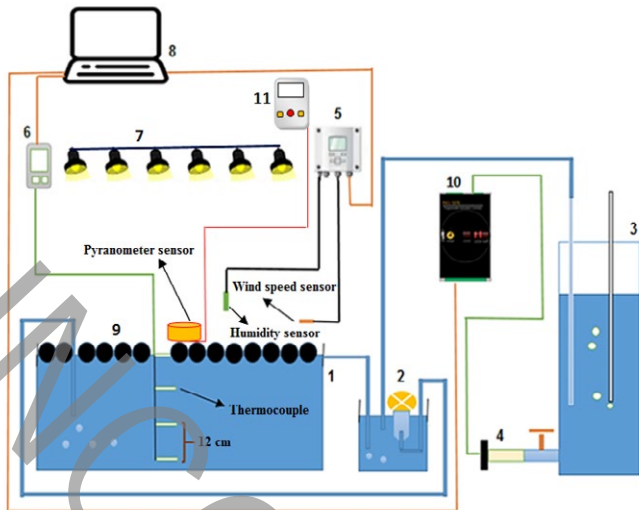 8
11
5
6
7
10
Pyranometer sensor
3
Wind speed sensor
9
Humidity sensor
1
2
Thermocouple
12 cm
4